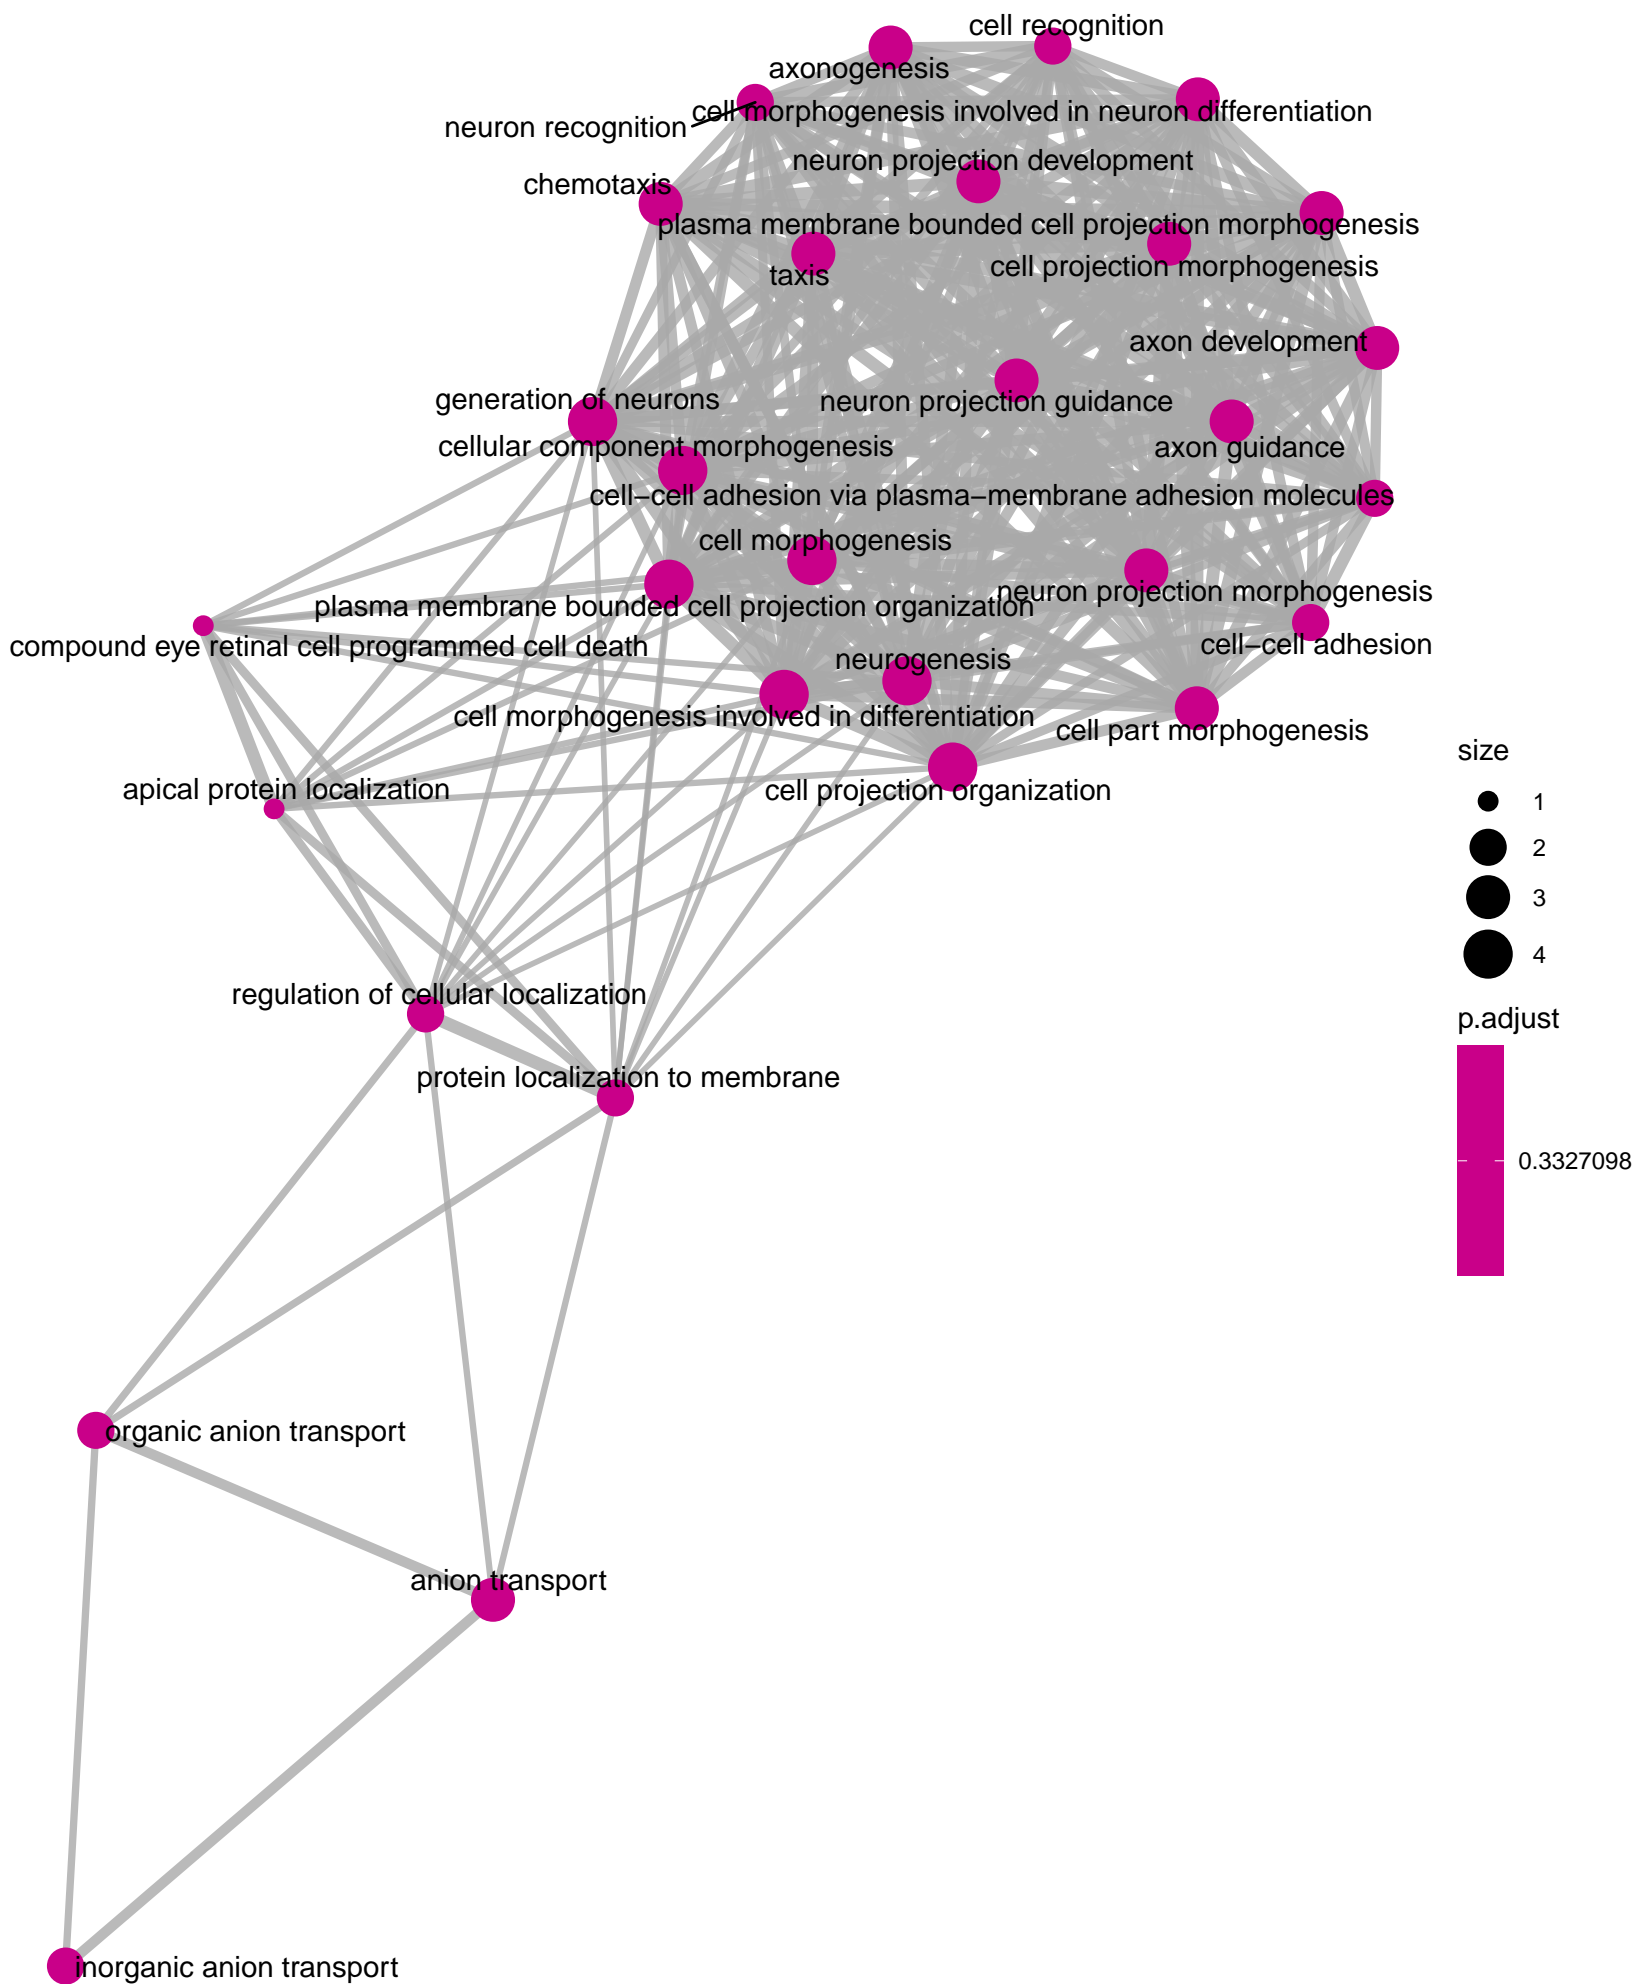 cell recognition
axonogenesis
cell morphogenesis involved in neuron differentiation
neuron recognition
neuron projection development
chemotaxis
plasma membrane bounded cell projection morphogenesis
cell projection morphogenesis
taxis
axon development
generation of neurons
neuron projection guidance
cellular component morphogenesis
axon guidance
cell−cell adhesion via plasma−membrane adhesion molecules
cell morphogenesis
neuron projection morphogenesis
plasma membrane bounded cell projection organization
compound eye retinal cell programmed cell death
cell−cell adhesion
neurogenesis
cell morphogenesis involved in differentiation
cell part morphogenesis
apical protein localization
cell projection organization
regulation of cellular localization
protein localization to membrane
organic anion transport
anion transport
inorganic anion transport
size
1
2
3
4
p.adjust
0.3327098